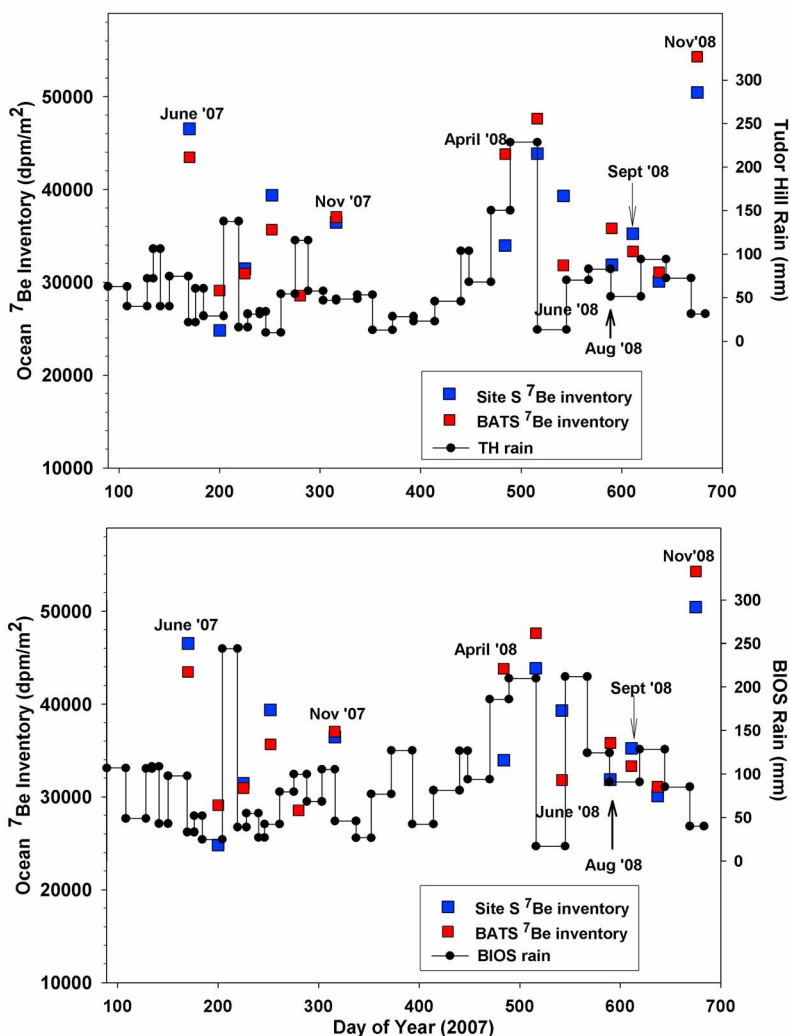 Ocean ⁷Be Inventory (dpm/m²)
50000
40000
30000
20000
10000
June '07
Nov '07
April '08
June '08
Aug '08
Sept '08
Nov'08
300
250
200
150
100
50
0
Tudor Hill Rain (mm)
Site S ⁷Be inventory
BATS ⁷Be inventory
TH rain
100 200 300 400 500 600 700
Ocean ⁷Be Inventory (dpm/m²)
50000
40000
30000
20000
10000
June '07
Nov '07
April '08
June '08
Aug '08
Sept '08
Nov'08
300
250
200
150
100
50
0
BIOS Rain (mm)
Site S ⁷Be inventory
BATS ⁷Be inventory
BIOS rain
100 200 300 400 500 600 700
Day of Year (2007)